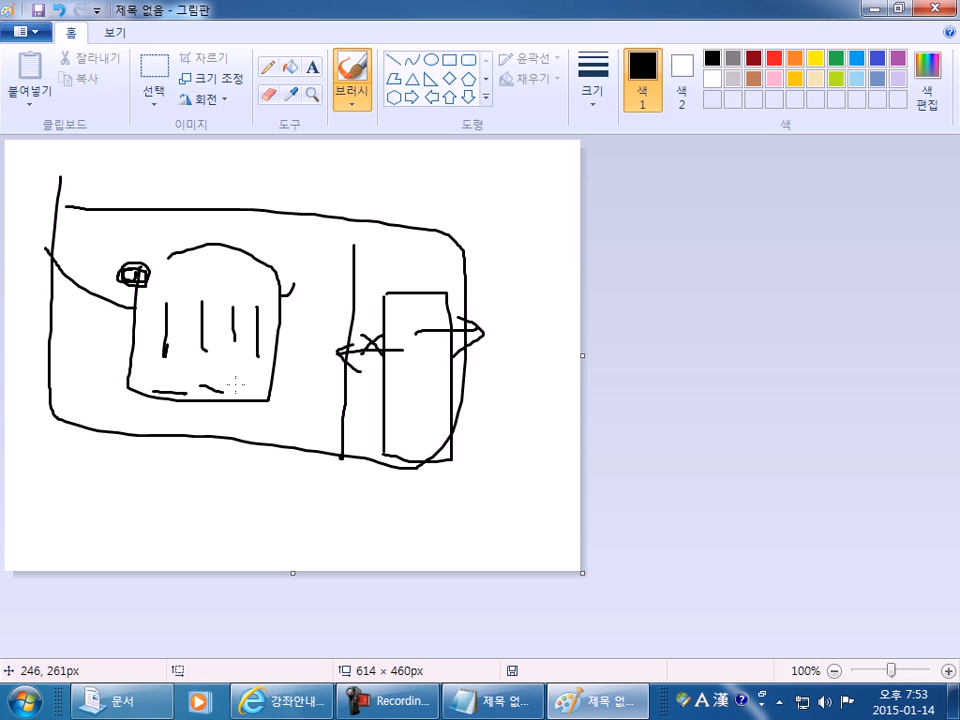 제목 없음 - 그림판
홈 보기
붙여넣기
잘라내기
복사
클립보드
선택
자르기
크기 조정
회전
이미지
A
도구
브러시
윤곽선
채우기
도형
크기
색 1
색 2
색 편집
색
246, 261px
614 × 460px
100%
문서
강좌안내...
Recordin...
제목 없...
제목 없...
A 漢
오후 7:53
2015-01-14